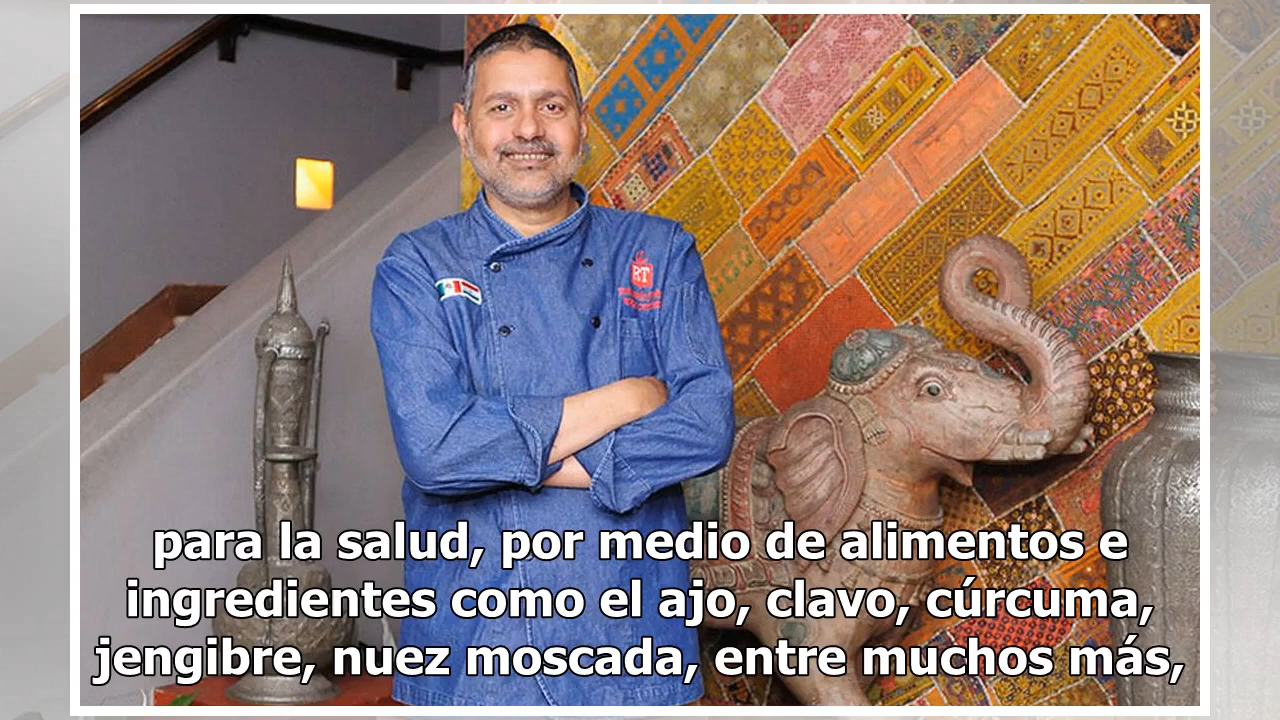 RT
para la salud, por medio de alimentos e
ingredientes como el ajo, clavo, cúrcuma,
jengibre, nuez moscada, entre muchos más,